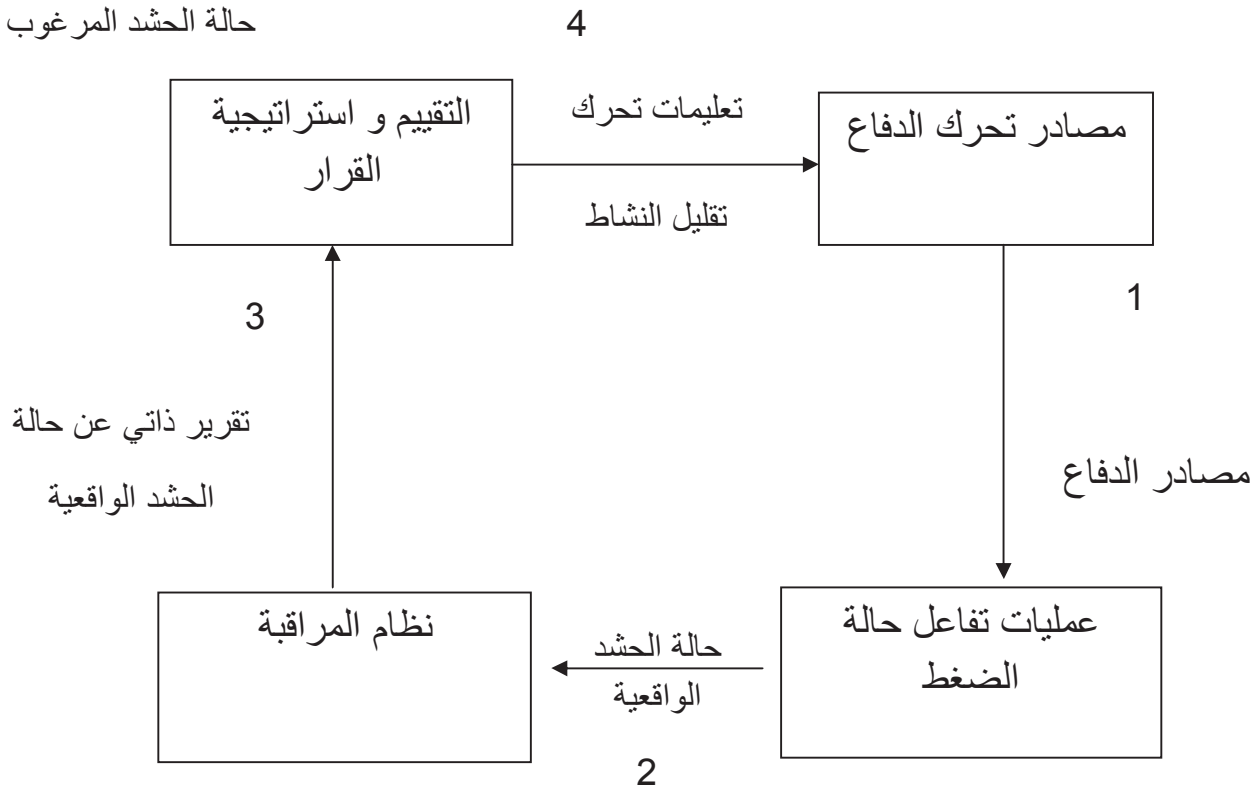 حالة الحشد المرغوب
4
التقييم و استراتيجية
القرار
تعليمات تحرك
تقليل النشاط
مصادر تحرك الدفاع
3
1
تقرير ذاتي عن حالة
الحشد الواقعية
مصادر الدفاع
نظام المراقبة
حالة الحشد
الواقعية
عمليات تفاعل حالة
الضغط
2